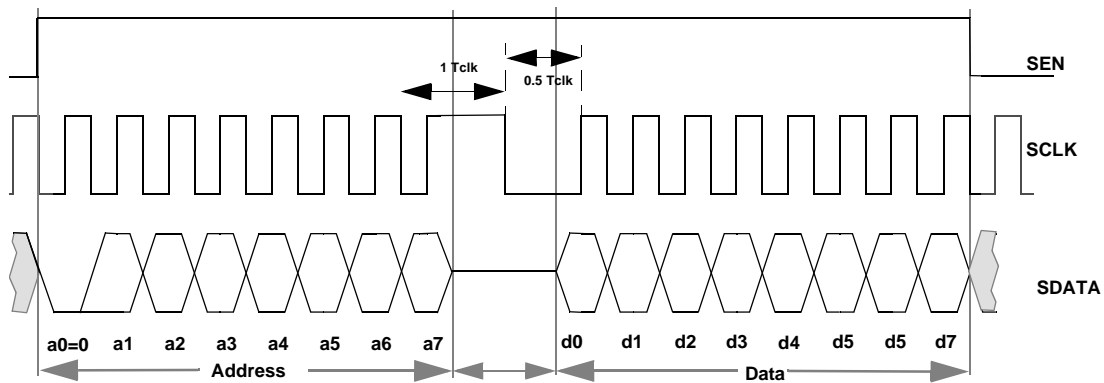 SEN
1 Tclk
0.5 Tclk
SCLK
SDATA
a0=0 a1 a2 a3 a4 a5 a6 a7 d0 d1 d2 d3 d4 d5 d5 d7
Address Data